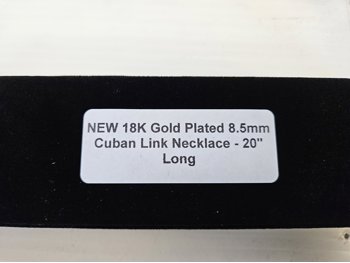 NEW 18K Gold Plated 8.5mm
Cuban Link Necklace - 20"
Long